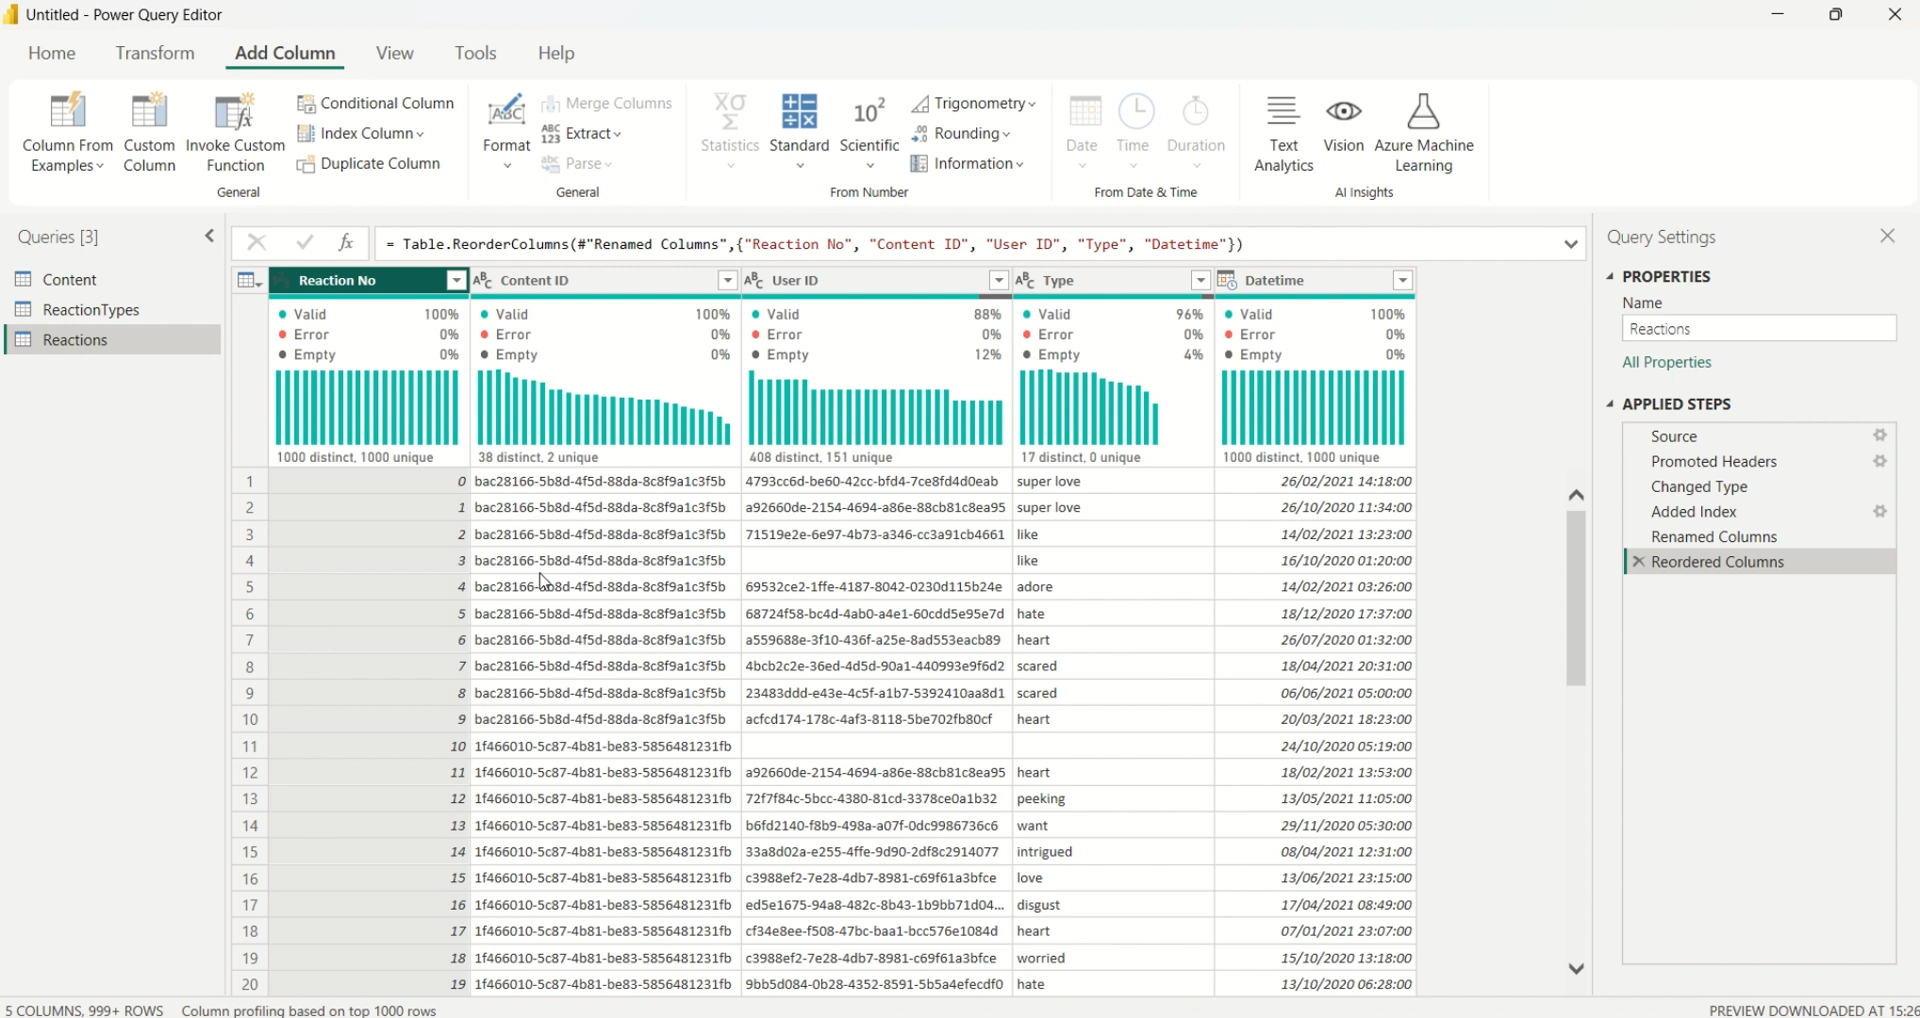 Untitled - Power Query Editor
Home Transform Add Column View Tools Help
Column From Examples
Custom Column
Invoke Custom Function
Conditional Column
Index Column
Duplicate Column
General
Format
Merge Columns
Extract
Parse
General
Statistics
Standard
Scientific
Trigonometry
Rounding
Information
From Number
Date
Time
Duration
From Date & Time
Text Analytics
Vision
Azure Machine Learning
AI Insights
Queries [3]
Content
ReactionTypes
Reactions
= Table.ReorderColumns(#"Renamed Columns",{"Reaction No", "Content ID", "User ID", "Type", "Datetime"})
Reaction No Content ID User ID Type Datetime
Valid 100% Valid 100% Valid 88% Valid 96% Valid 100%
Error 0% Error 0% Error 0% Error 0% Error 0%
Empty 0% Empty 0% Empty 12% Empty 4% Empty 0%
1000 distinct, 1000 unique 38 distinct, 2 unique 408 distinct, 151 unique 17 distinct, 0 unique 1000 distinct, 1000 unique
1 0 bac28166-5b8d-4f5d-88da-8c8f9a1c3f5b 4793cc6d-be60-42cc-bfd4-7ce8fd4d0eab super love 26/02/2021 14:18:00
2 1 bac28166-5b8d-4f5d-88da-8c8f9a1c3f5b a92660de-2154-4694-a86e-88cb81c8ea95 super love 26/10/2020 11:34:00
3 2 bac28166-5b8d-4f5d-88da-8c8f9a1c3f5b 71519e2e-6e97-4b73-a346-cc3a91cb4661 like 14/02/2021 13:23:00
4 3 bac28166-5b8d-4f5d-88da-8c8f9a1c3f5b like 16/10/2020 01:20:00
5 4 bac28166-5b8d-4f5d-88da-8c8f9a1c3f5b 69532ce2-1ffe-4187-8042-0230d115b24e adore 14/02/2021 03:26:00
6 5 bac28166-5b8d-4f5d-88da-8c8f9a1c3f5b 68724f58-bc4d-4ab0-a4e1-60cdd5e95e7d hate 18/12/2020 17:37:00
7 6 bac28166-5b8d-4f5d-88da-8c8f9a1c3f5b a559688e-3f10-436f-a25e-8ad553eacb89 heart 26/07/2020 01:32:00
8 7 bac28166-5b8d-4f5d-88da-8c8f9a1c3f5b 4bcb2c2e-36ed-4d5d-90a1-440993e9f6d2 scared 18/04/2021 20:31:00
9 8 bac28166-5b8d-4f5d-88da-8c8f9a1c3f5b 23483ddd-e43e-4c5f-a1b7-5392410aa8d1 scared 06/06/2021 05:00:00
10 9 bac28166-5b8d-4f5d-88da-8c8f9a1c3f5b acfcd174-178c-4af3-8118-5be702fb80cf heart 20/03/2021 18:23:00
11 10 1f466010-5c87-4b81-be83-5856481231fb 24/10/2020 05:19:00
12 11 1f466010-5c87-4b81-be83-5856481231fb a92660de-2154-4694-a86e-88cb81c8ea95 heart 18/02/2021 13:53:00
13 12 1f466010-5c87-4b81-be83-5856481231fb 72f7f84c-5bcc-4380-81cd-3378ce0a1b32 peeking 13/05/2021 11:05:00
14 13 1f466010-5c87-4b81-be83-5856481231fb b6fd2140-f8b9-498a-a07f-0dc9986736c6 want 29/11/2020 05:30:00
15 14 1f466010-5c87-4b81-be83-5856481231fb 33a8d02a-e255-4ffe-9d90-2df8c2914077 intrigued 08/04/2021 12:31:00
16 15 1f466010-5c87-4b81-be83-5856481231fb c3988ef2-7e28-4db7-8981-c69f61a3bfce love 13/06/2021 23:15:00
17 16 1f466010-5c87-4b81-be83-5856481231fb ed5e1675-94a8-482c-8b43-1b9bb71d04... disgust 17/04/2021 08:49:00
18 17 1f466010-5c87-4b81-be83-5856481231fb cf34e8ee-f508-47bc-baa1-bcc576e1084d heart 07/01/2021 23:07:00
19 18 1f466010-5c87-4b81-be83-5856481231fb c3988ef2-7e28-4db7-8981-c69f61a3bfce worried 15/10/2020 13:18:00
20 19 1f466010-5c87-4b81-be83-5856481231fb 9bb5d084-0b28-4352-8591-5b5a4efecdf0 hate 13/10/2020 06:28:00
Query Settings
PROPERTIES
Name
Reactions
All Properties
APPLIED STEPS
Source
Promoted Headers
Changed Type
Added Index
Renamed Columns
Reordered Columns
5 COLUMNS, 999+ ROWS Column profiling based on top 1000 rows PREVIEW DOWNLOADED AT 15:26